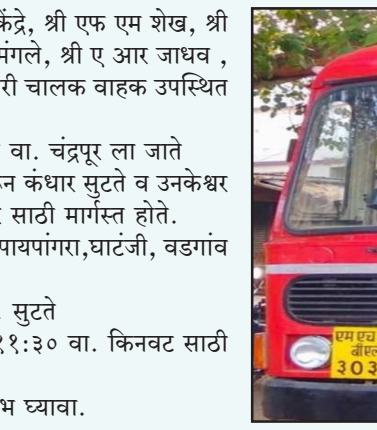 केंद्रे, श्री एफ एम शेख, श्री
मंगले, श्री ए आर जाधव ,
री चालक वाहक उपस्थित
वा. चंद्रपूर ला जाते
न कंधार सुटते व उनकेश्वर
साठी मार्गस्त होते.
पायपांगरा,घाटंजी, वडगांव
सुटते
११:३० वा. किनवट साठी
भ घ्यावा.
एम एच
३०३